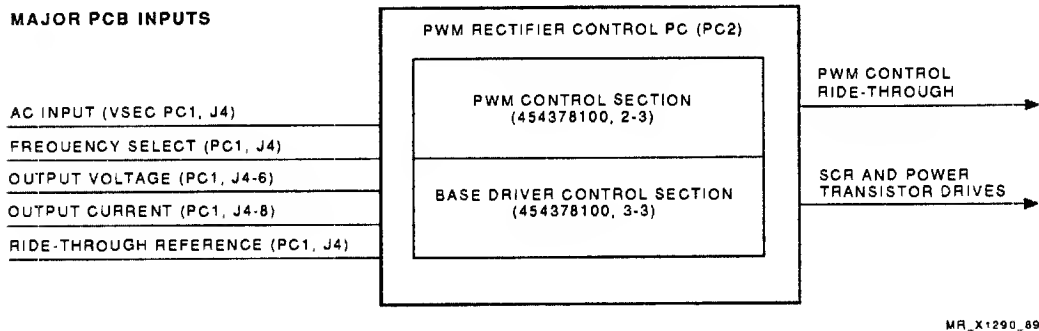 MAJOR PCB INPUTS
PWM RECTIFIER CONTROL PC (PC2)
PWM CONTROL SECTION
(454378100, 2-3)
BASE DRIVER CONTROL SECTION
(454378100, 3-3)
AC INPUT (VSEC PC1, J4)
FREQUENCY SELECT (PC1, J4)
OUTPUT VOLTAGE (PC1, J4-6)
OUTPUT CURRENT (PC1, J4-8)
RIDE-THROUGH REFERENCE (PC1, J4)
PWM CONTROL
RIDE-THROUGH
SCR AND POWER
TRANSISTOR DRIVES
MR_X1290_89